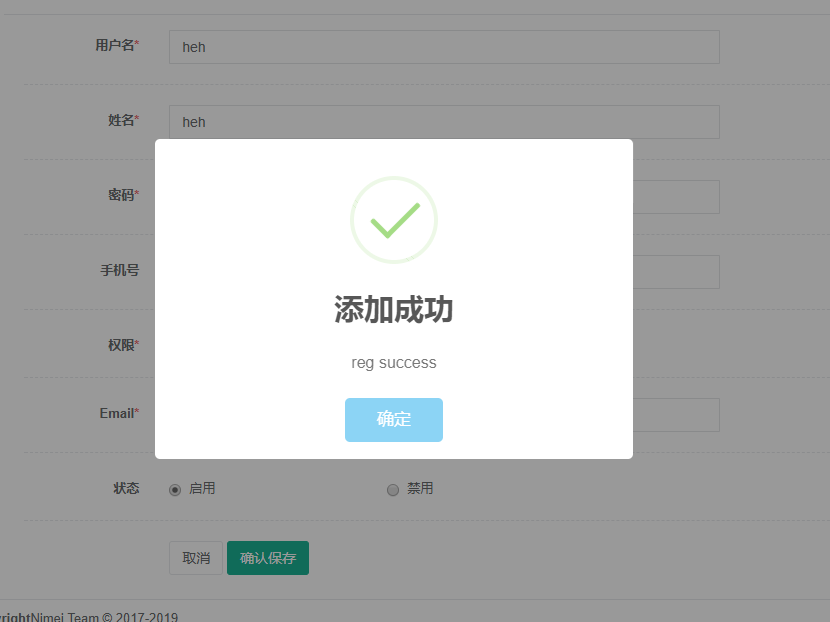 用户名*
heh
姓名*
heh
密码*
手机号
添加成功
权限*
reg success
Email*
确定
状态
启用
禁用
取消
确认保存
rightNimei Team © 2017-2019